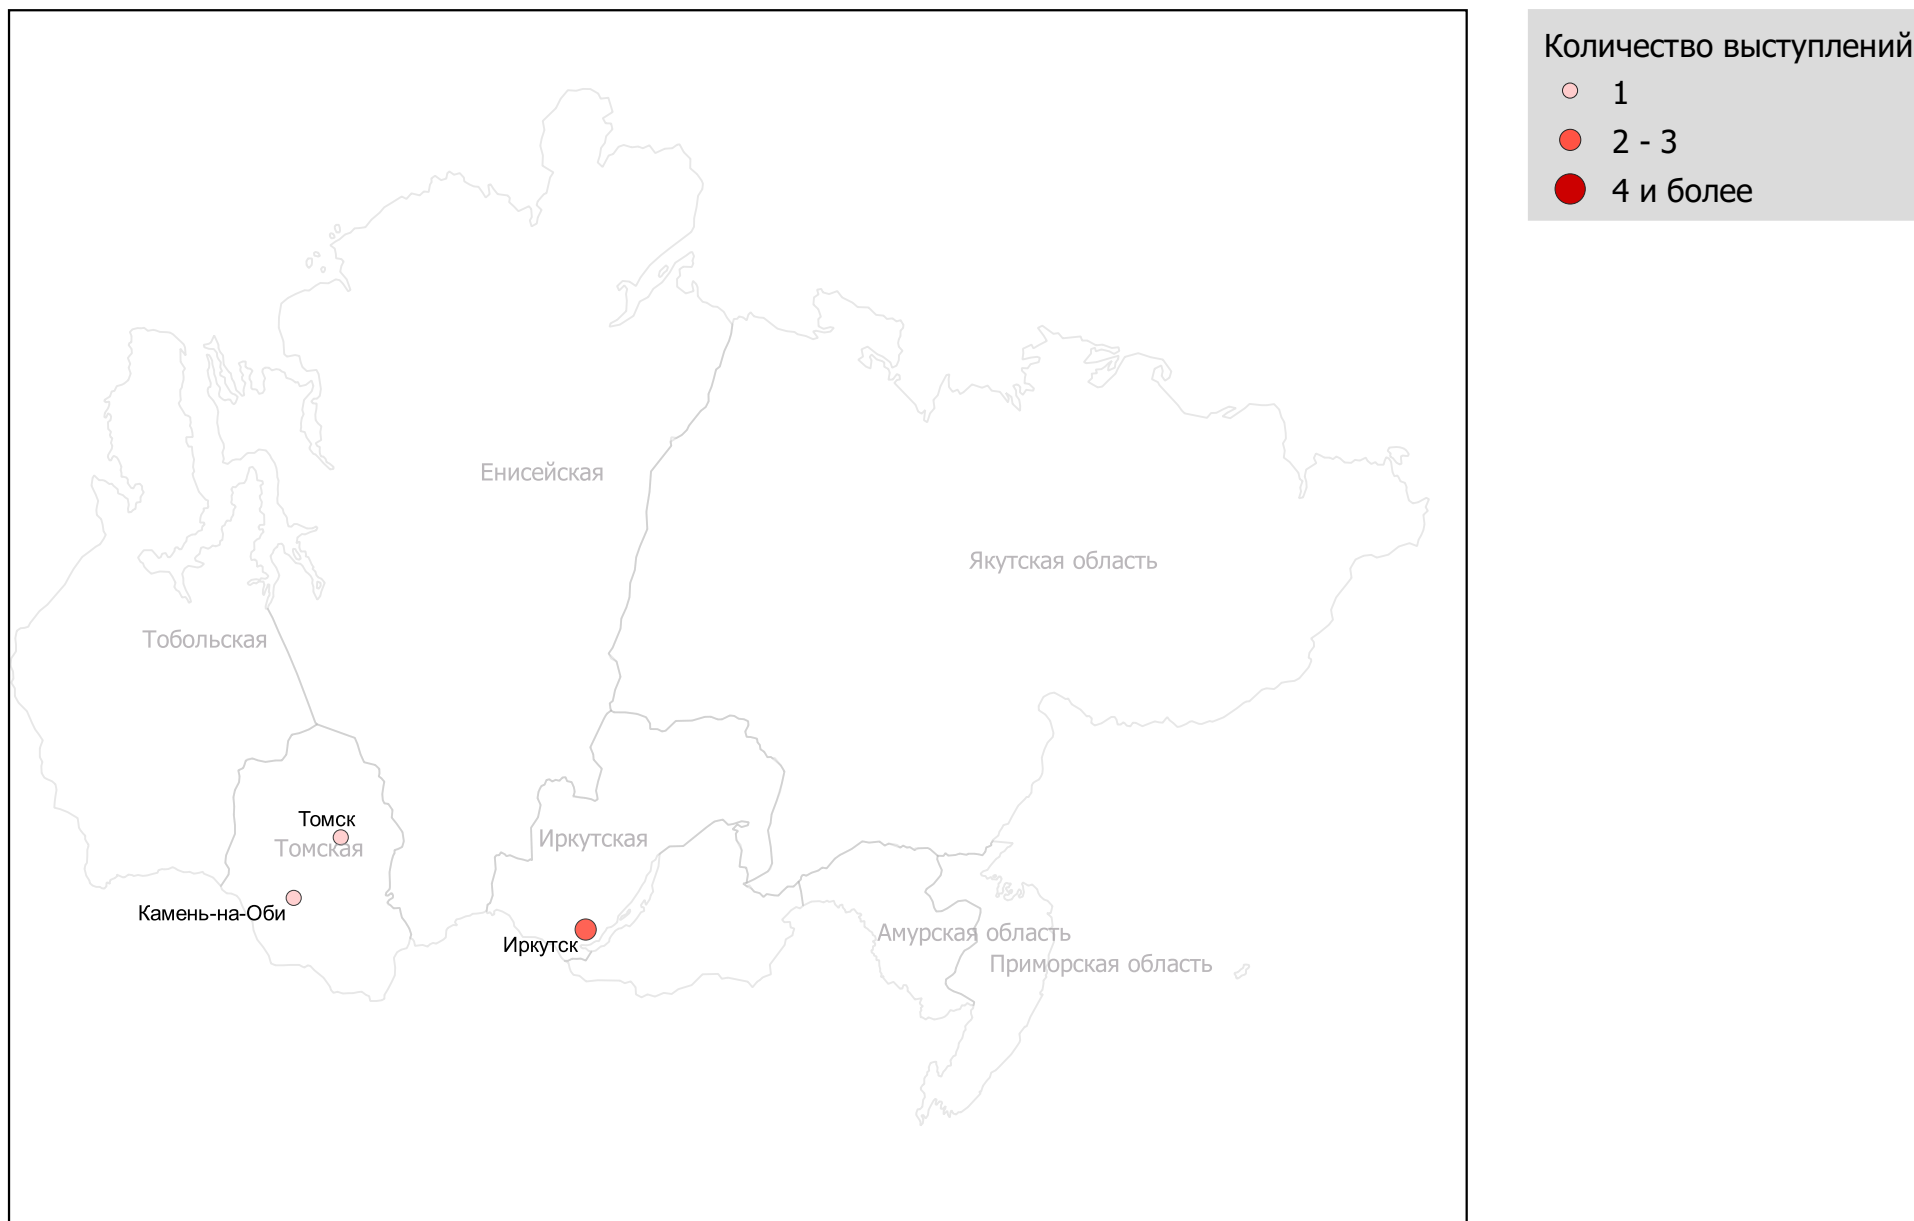 Количество выступлений
1
2 - 3
4 и более
Енисейская
Якутская область
Тобольская
Томск
Томская
Иркутская
Камень-на-Оби
Иркутск
Амурская область
Приморская область